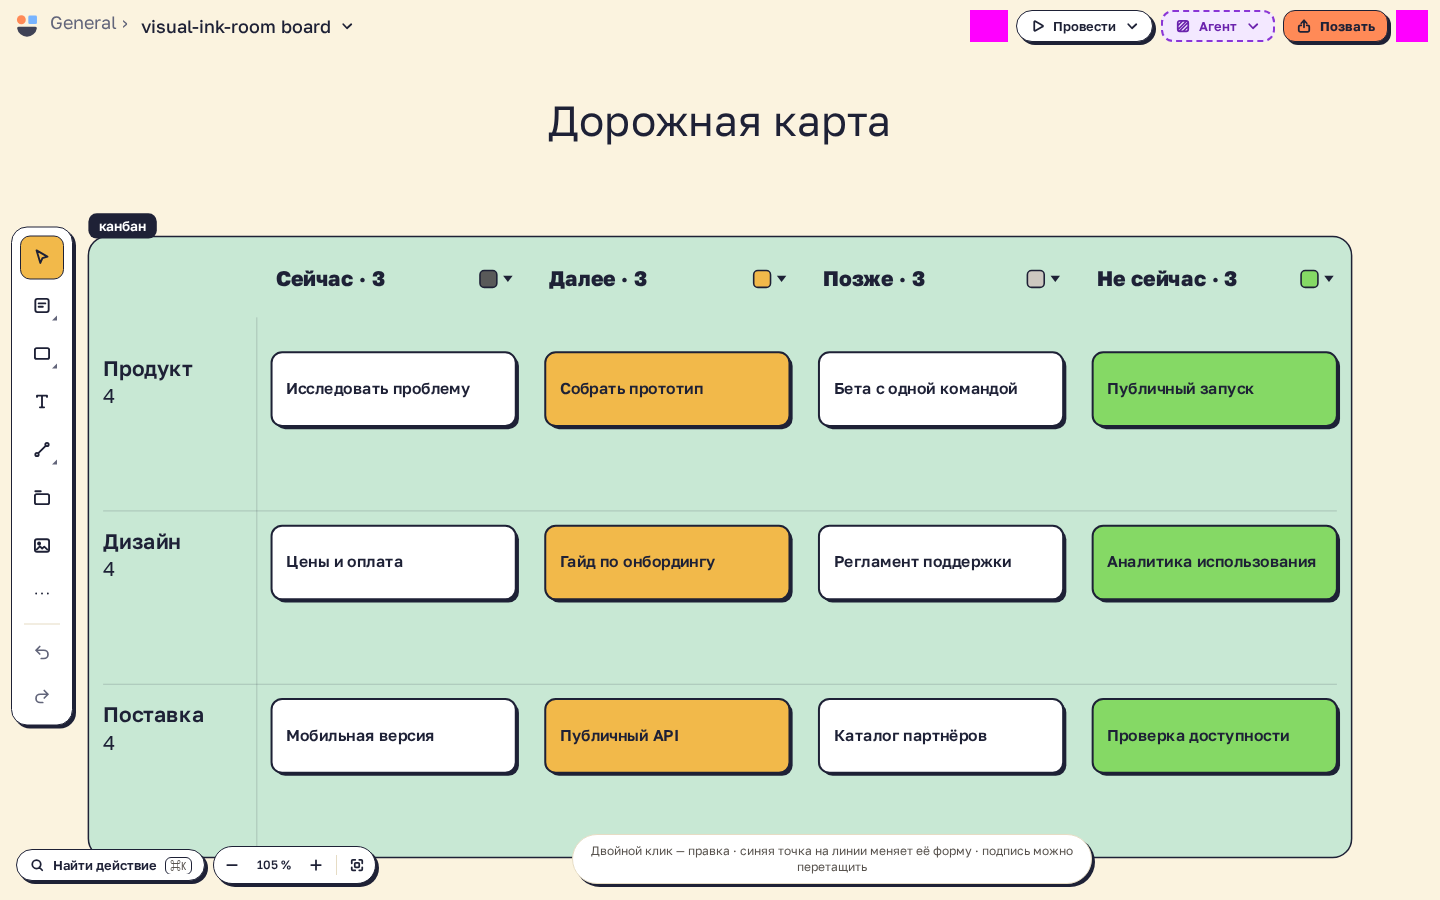 General ›
visual-ink-room board
Провести
Агент
Позвать
Дорожная карта
канбан
Сейчас · 3
Далее · 3
Позже · 3
Не сейчас · 3
Продукт
4
Исследовать проблему
Собрать прототип
Бета с одной командой
Публичный запуск
Дизайн
4
Цены и оплата
Гайд по онбордингу
Регламент поддержки
Аналитика использования
Поставка
4
Мобильная версия
Публичный API
Каталог партнёров
Проверка доступности
Найти действие ⌘K
105 %
Двойной клик — правка · синяя точка на линии меняет её форму · подпись можно
перетащить